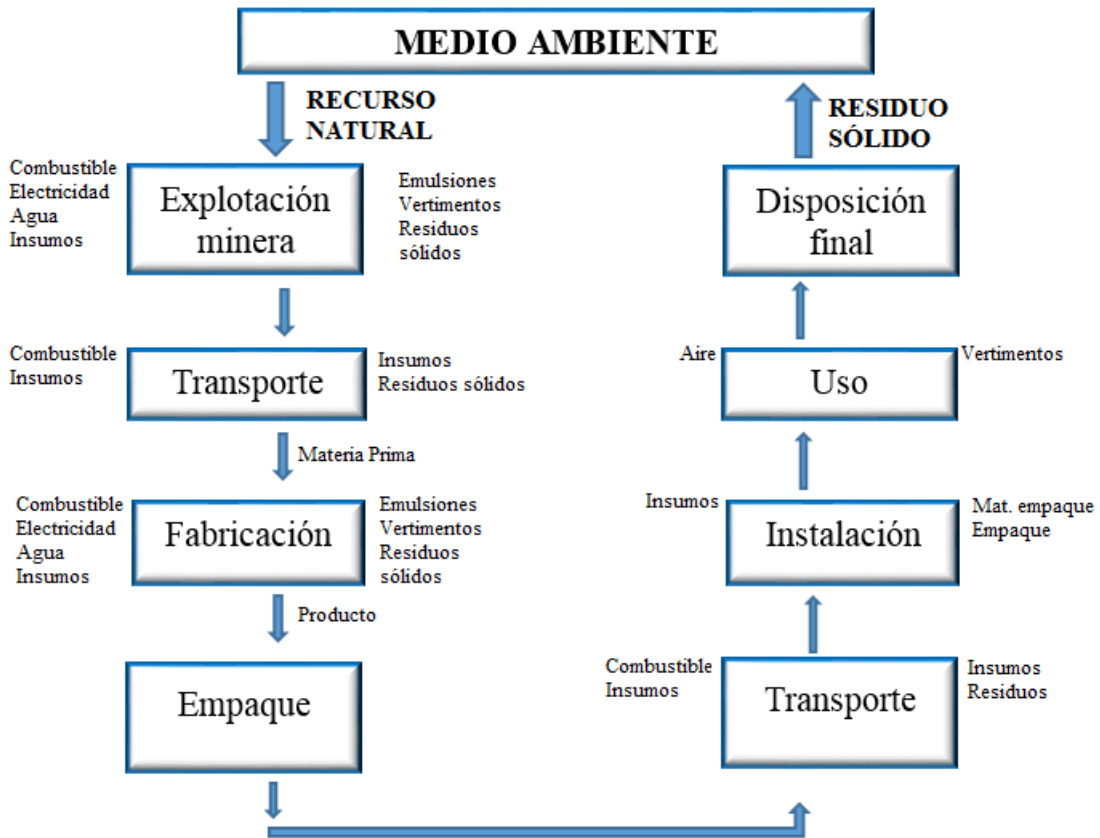 MEDIO AMBIENTE
RECURSO
NATURAL
Combustible
Electricidad
Agua
Insumos
Explotación
minera
Emulsiones
Vertimentos
Residuos
sólidos
Combustible
Insumos
Transporte
Insumos
Residuos sólidos
Materia Prima
Combustible
Electricidad
Agua
Insumos
Fabricación
Emulsiones
Vertimentos
Residuos
sólidos
Producto
Empaque
Combustible
Insumos
Transporte
Insumos
Residuos
Insumos
Instalación
Mat. empaque
Empaque
Aire
Uso
Vertimentos
Disposición
final
RESIDUO
SÓLIDO